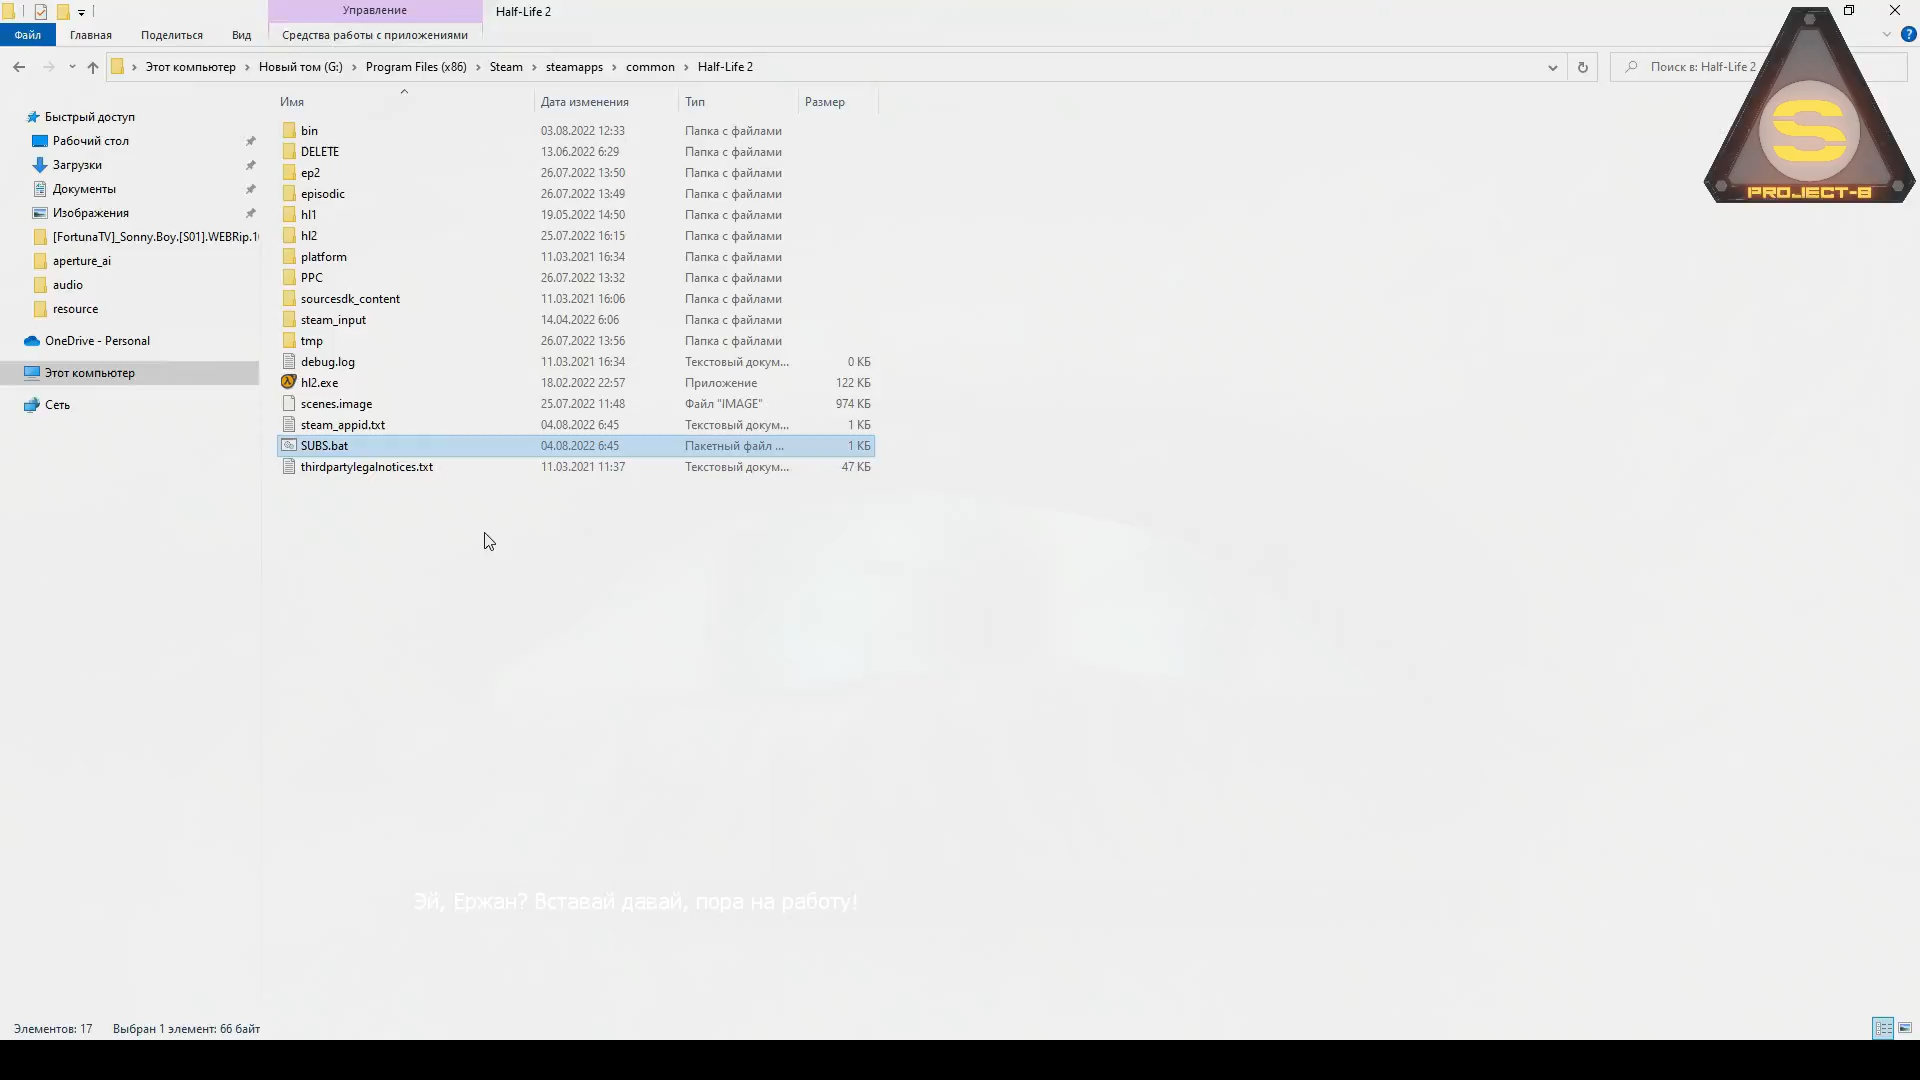 Управление
Half-Life 2
Файл
Главная
Поделиться
Вид
Средства работы с приложениями
Этот компьютер
Новый том (G:)
Program Files (x86)
Steam
steamapps
common
Half-Life 2
Поиск в: Half-Life 2
Имя
Дата изменения
Тип
Размер
Быстрый доступ
Рабочий стол
Загрузки
Документы
Изображения
[FortunaTV]_Sonny.Boy.[S01].WEBRip.1
aperture_ai
audio
resource
OneDrive - Personal
Этот компьютер
Сеть
bin 03.08.2022 12:33 Папка с файлами
DELETE 13.06.2022 6:29 Папка с файлами
ep2 26.07.2022 13:50 Папка с файлами
episodic 26.07.2022 13:49 Папка с файлами
hl1 19.05.2022 14:50 Папка с файлами
hl2 25.07.2022 16:15 Папка с файлами
platform 11.03.2021 16:34 Папка с файлами
PPC 26.07.2022 13:32 Папка с файлами
sourcesdk_content 11.03.2021 16:06 Папка с файлами
steam_input 14.04.2022 6:06 Папка с файлами
tmp 26.07.2022 13:56 Папка с файлами
debug.log 11.03.2021 16:34 Текстовый докум... 0 КБ
hl2.exe 18.02.2022 22:57 Приложение 122 КБ
scenes.image 25.07.2022 11:48 Файл "IMAGE" 974 КБ
steam_appid.txt 04.08.2022 6:45 Текстовый докум... 1 КБ
SUBS.bat 04.08.2022 6:45 Пакетный файл ... 1 КБ
thirdpartylegalnotices.txt 11.03.2021 11:37 Текстовый докум... 47 КБ
S
PROJECT-8
Эй, Ержан? Вставай давай, пора на работу!
Элементов: 17
Выбран 1 элемент: 66 байт